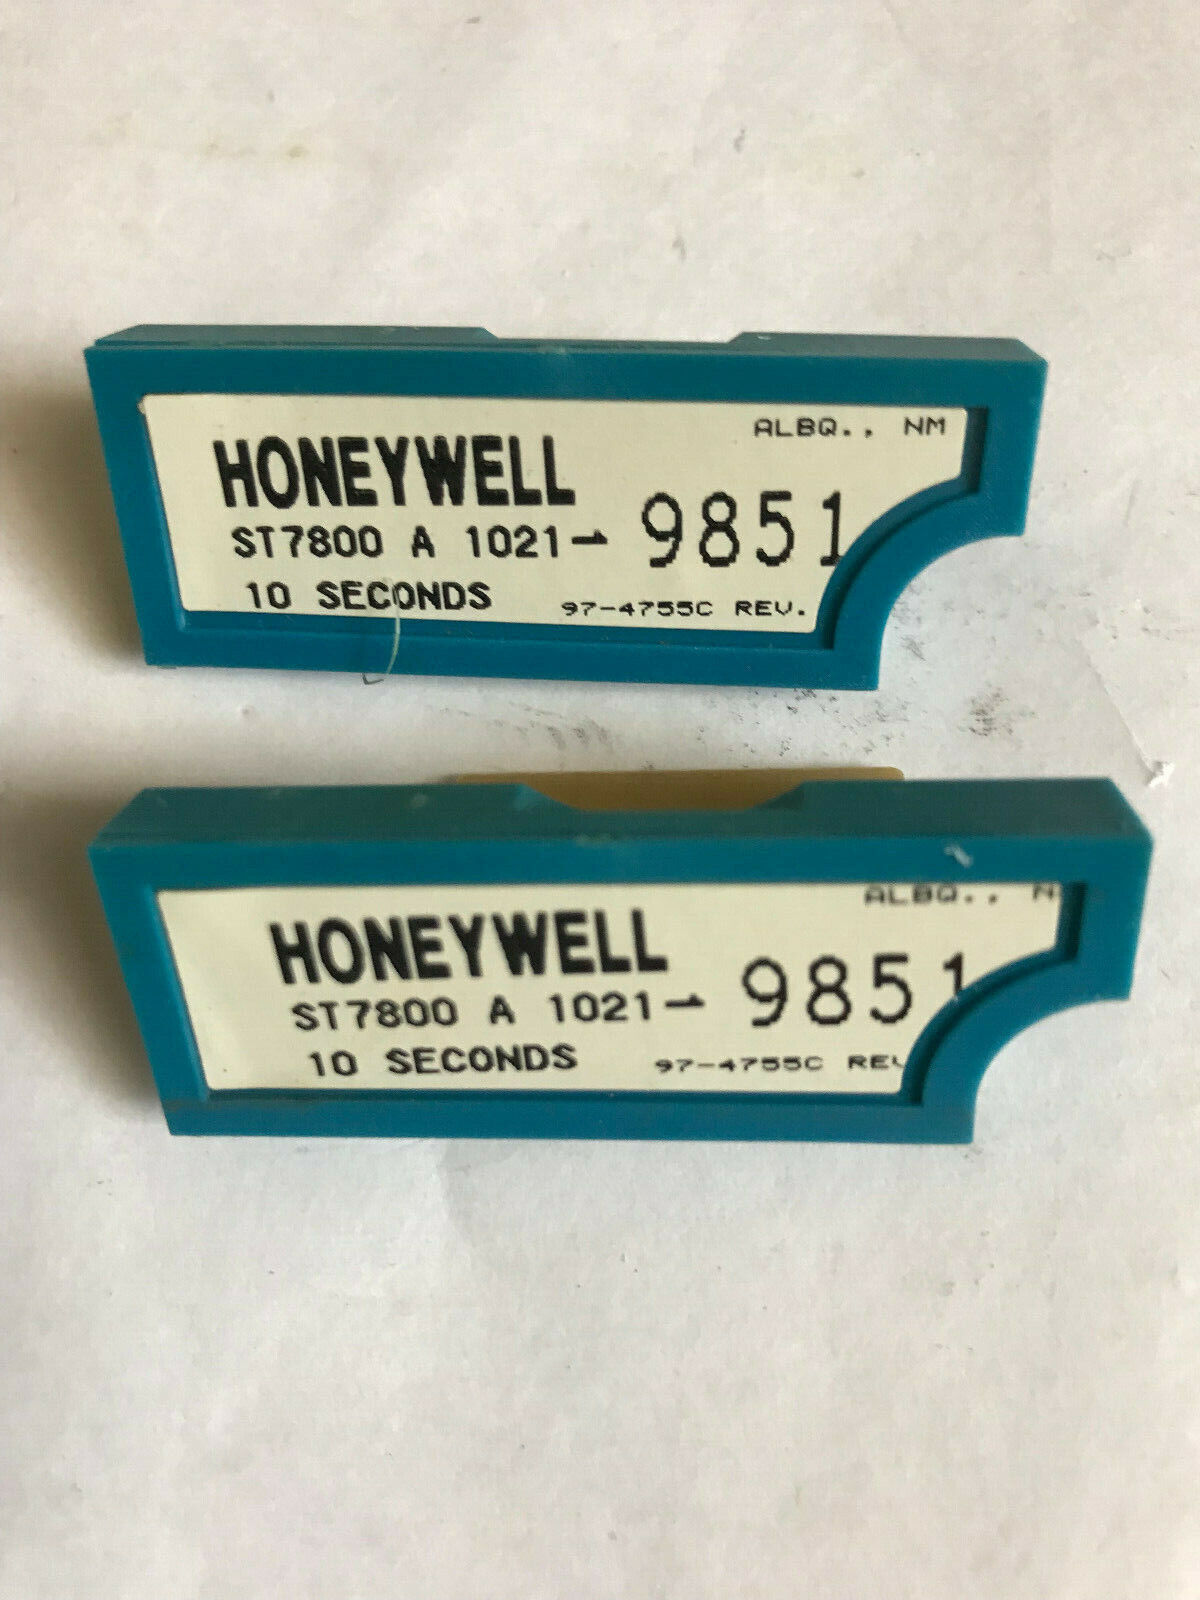 ALBQ., NM
HONEYWELL
ST7800 A 1021- 9851
10 SECONDS 97-4755C REV.
ALBQ., N
HONEYWELL
ST7800 A 1021- 9851
10 SECONDS 97-4755C REV